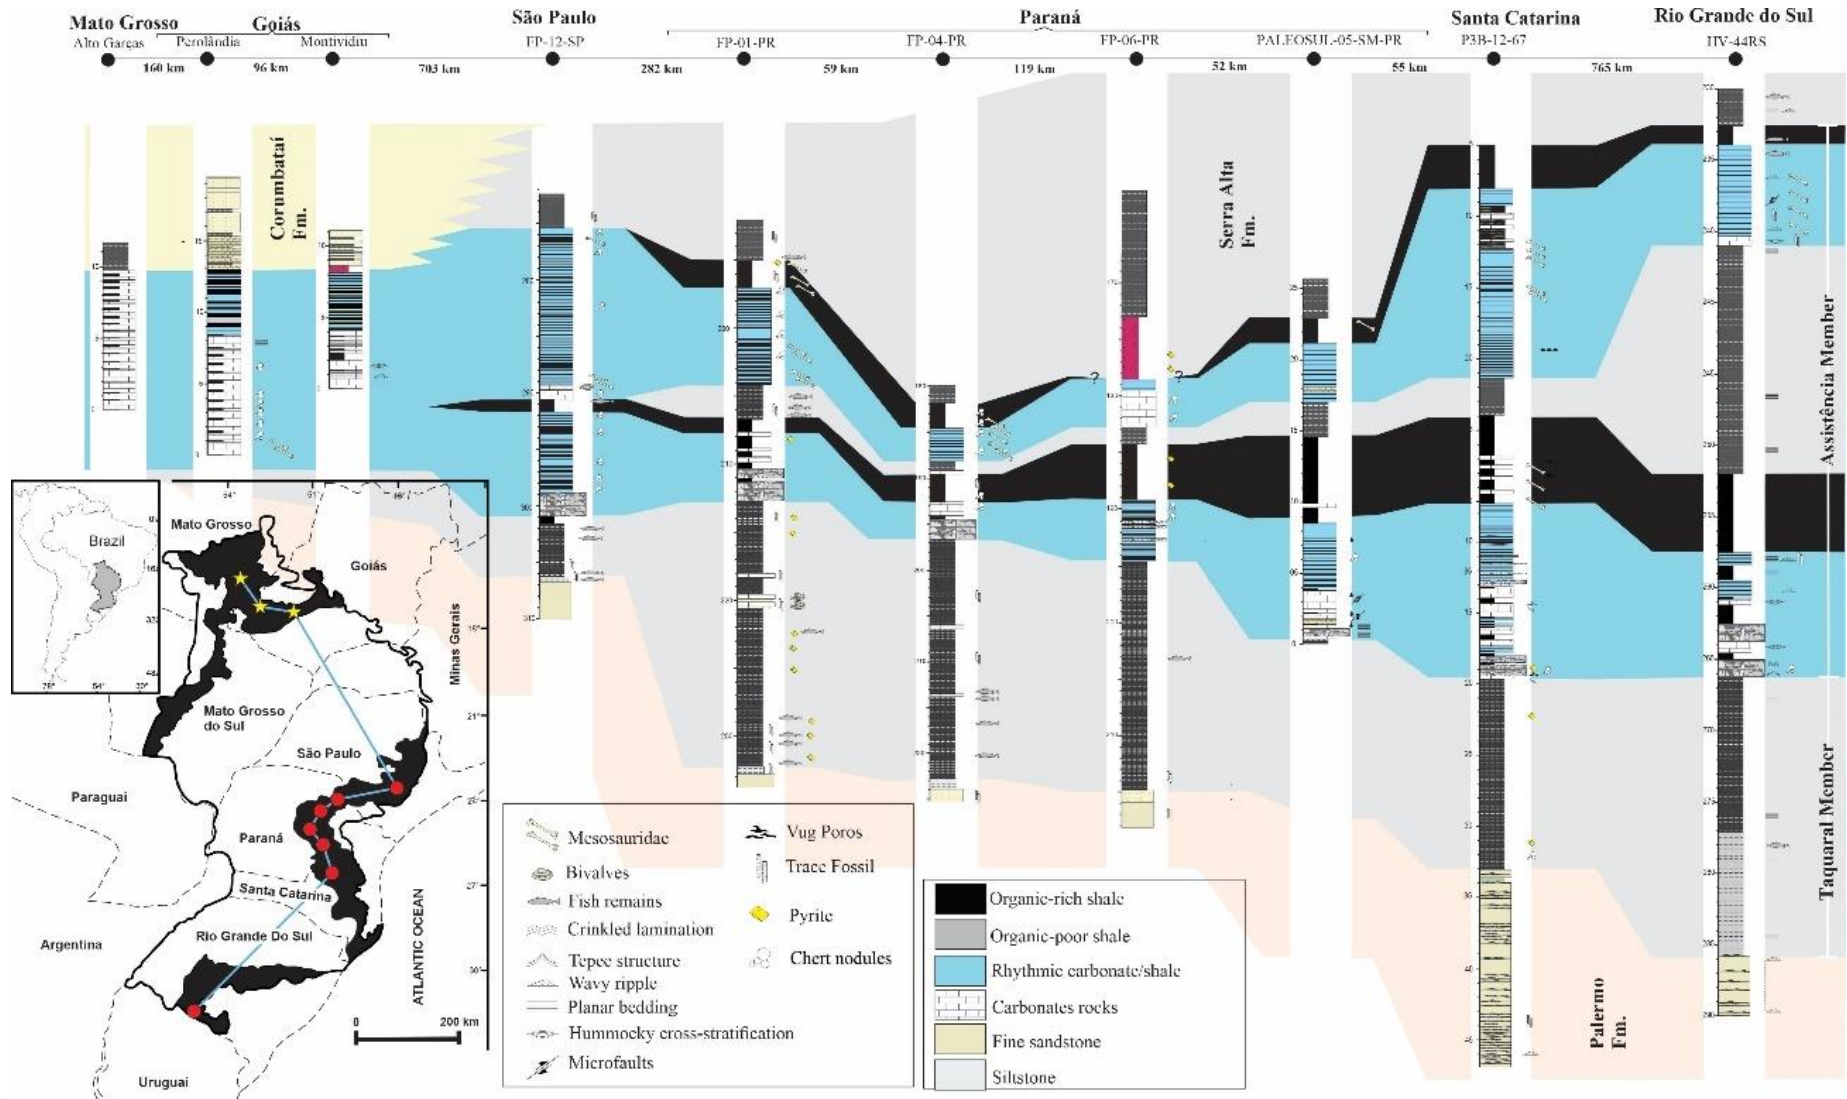 Mato Grosso
Goiás
São Paulo
Paraná
Santa Catarina
Rio Grande do Sul
Alto Garças
Perolândia
Montividiu
FP-12-SP
FP-01-PR
FP-04-PR
FP-06-PR
PALEOSUL-05-SM-PR
P3B-12-67
HV-44RS
160 km
96 km
703 km
282 km
59 km
119 km
52 km
55 km
765 km
Corumbataí
Fm.
Serra Alta
Fm.
Assistência Member
Taquaral Member
Palermo
Fm.
?
?
Brazil
Mato Grosso
Goiás
Minas Gerais
Mato Grosso
do Sul
São Paulo
Paraguai
Paraná
Santa Catarina
Rio Grande Do Sul
Argentina
Uruguai
ATLANTIC OCEAN
0
200 km
Mesosauridae
Bivalves
Fish remains
Crinkled lamination
Tepee structure
Wavy ripple
Planar bedding
Hummocky cross-stratification
Microfaults
Vug Poros
Trace Fossil
Pyrite
Chert nodules
Organic-rich shale
Organic-poor shale
Rhythmic carbonate/shale
Carbonates rocks
Fine sandstone
Siltstone